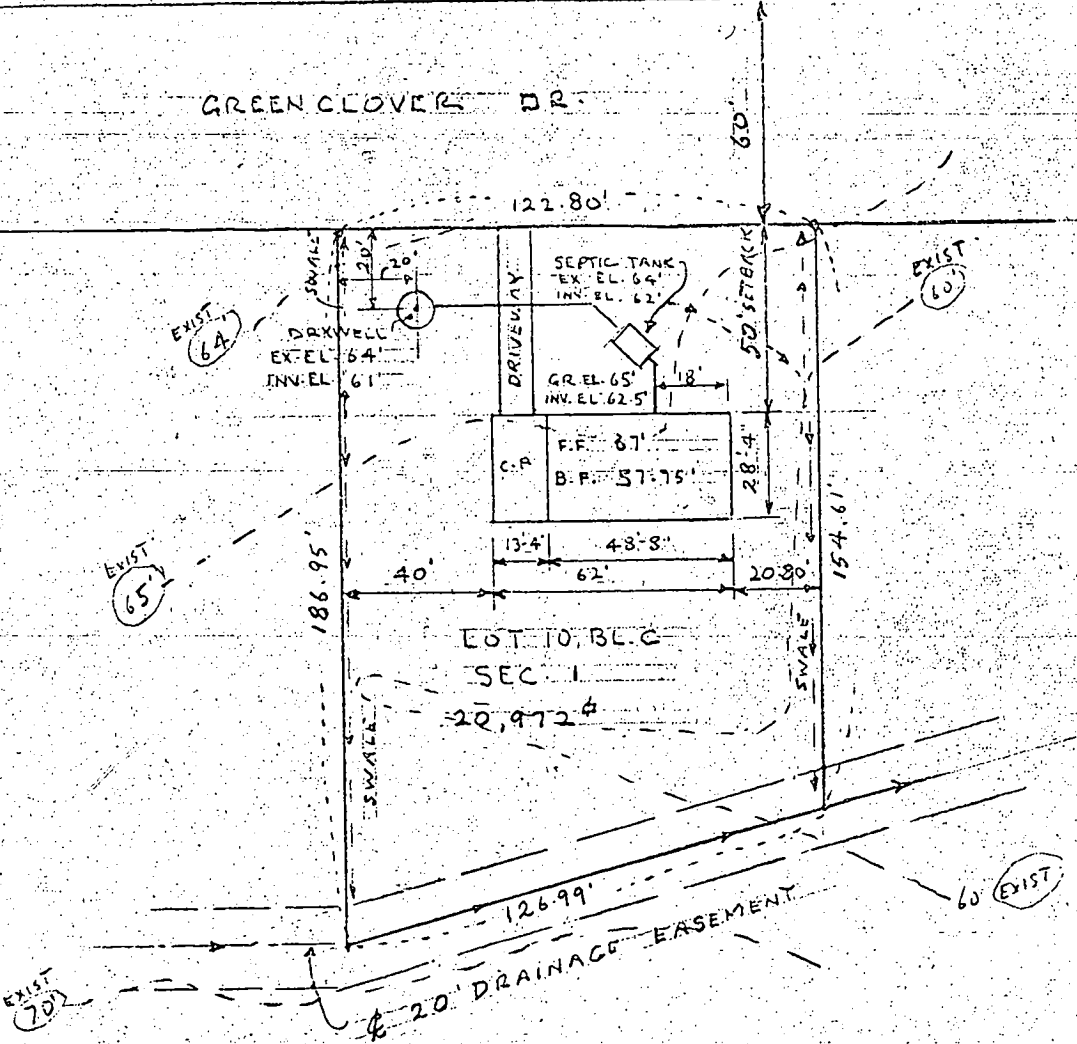 GREEN CLOVER DR.
60'
122.80'
SWALE
20'
20'
SEPTIC TANK
EX. EL. 64'
INV. EL. 62'
50' SETBACK
EXIST.
60'
EXIST.
64'
DRYWELL
EX. EL. 64'
INV. EL. 61'
DRIVEWAY
GR. EL. 65'
INV. EL. 62.5'
18'
F.F. 67'
B.F. 57.75'
C.P.
28'-4"
EXIST
65'
186.95'
13'-4"
48'-8"
40'
62'
20.80'
154.61'
LOT 10, BL. C
SEC. 1
20,972
SWALE
SWALE
126.99'
60' EXIST
EXIST
70'
℄ 20' DRAINAGE EASEMENT